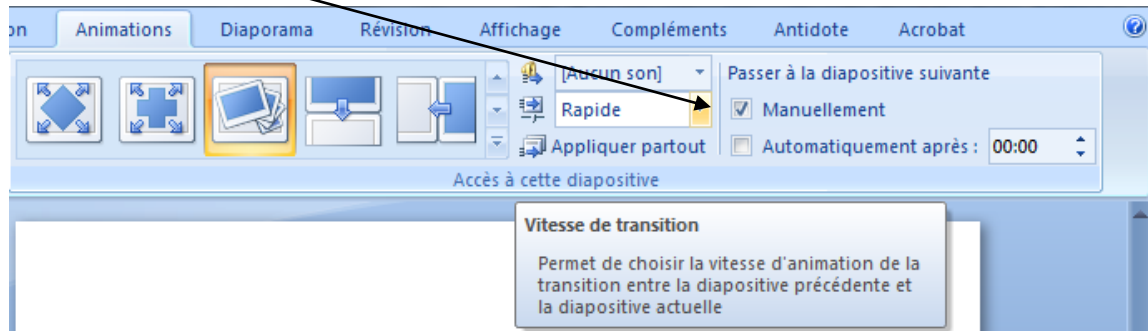 on Animations Diaporama Révision Affichage Compléments Antidote Acrobat
[Aucun son] Passer à la diapositive suivante
Rapide Manuellement
Appliquer partout Automatiquement après : 00:00
Accès à cette diapositive
Vitesse de transition
Permet de choisir la vitesse d'animation de la
transition entre la diapositive précédente et
la diapositive actuelle